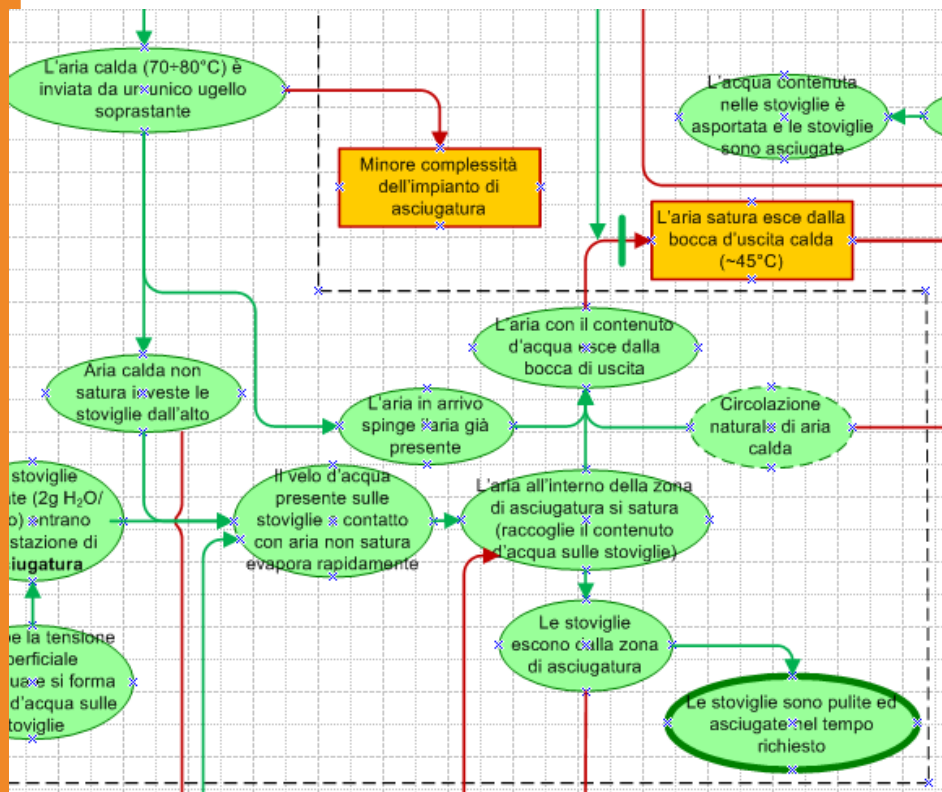 L'aria calda (70÷80°C) è
inviata da un unico ugello
soprastante
L'acqua contenuta
nelle stoviglie è
asportata e le stoviglie
sono asciugate
Minore complessità
dell'impianto di
asciugatura
L'aria satura esce dalla
bocca d'uscita calda
(~45°C)
L'aria con il contenuto
d'acqua esce dalla
bocca di uscita
Aria calda non
satura investe le
stoviglie dall'alto
L'aria in arrivo
spinge l'aria già
presente
Circolazione
naturale di aria
calda
stoviglie
te (2g H₂O/
o) entrano
stazione di
iugatura
Il velo d'acqua
presente sulle
stoviglie a contatto
con aria non satura
evapora rapidamente
L'aria all'interno della zona
di asciugatura si satura
(raccoglie il contenuto
d'acqua sulle stoviglie)
pe la tensione
perficiale
ua e si forma
d'acqua sulle
toviglie
Le stoviglie
escono dalla zona
di asciugatura
Le stoviglie sono pulite ed
asciugate nel tempo
richiesto